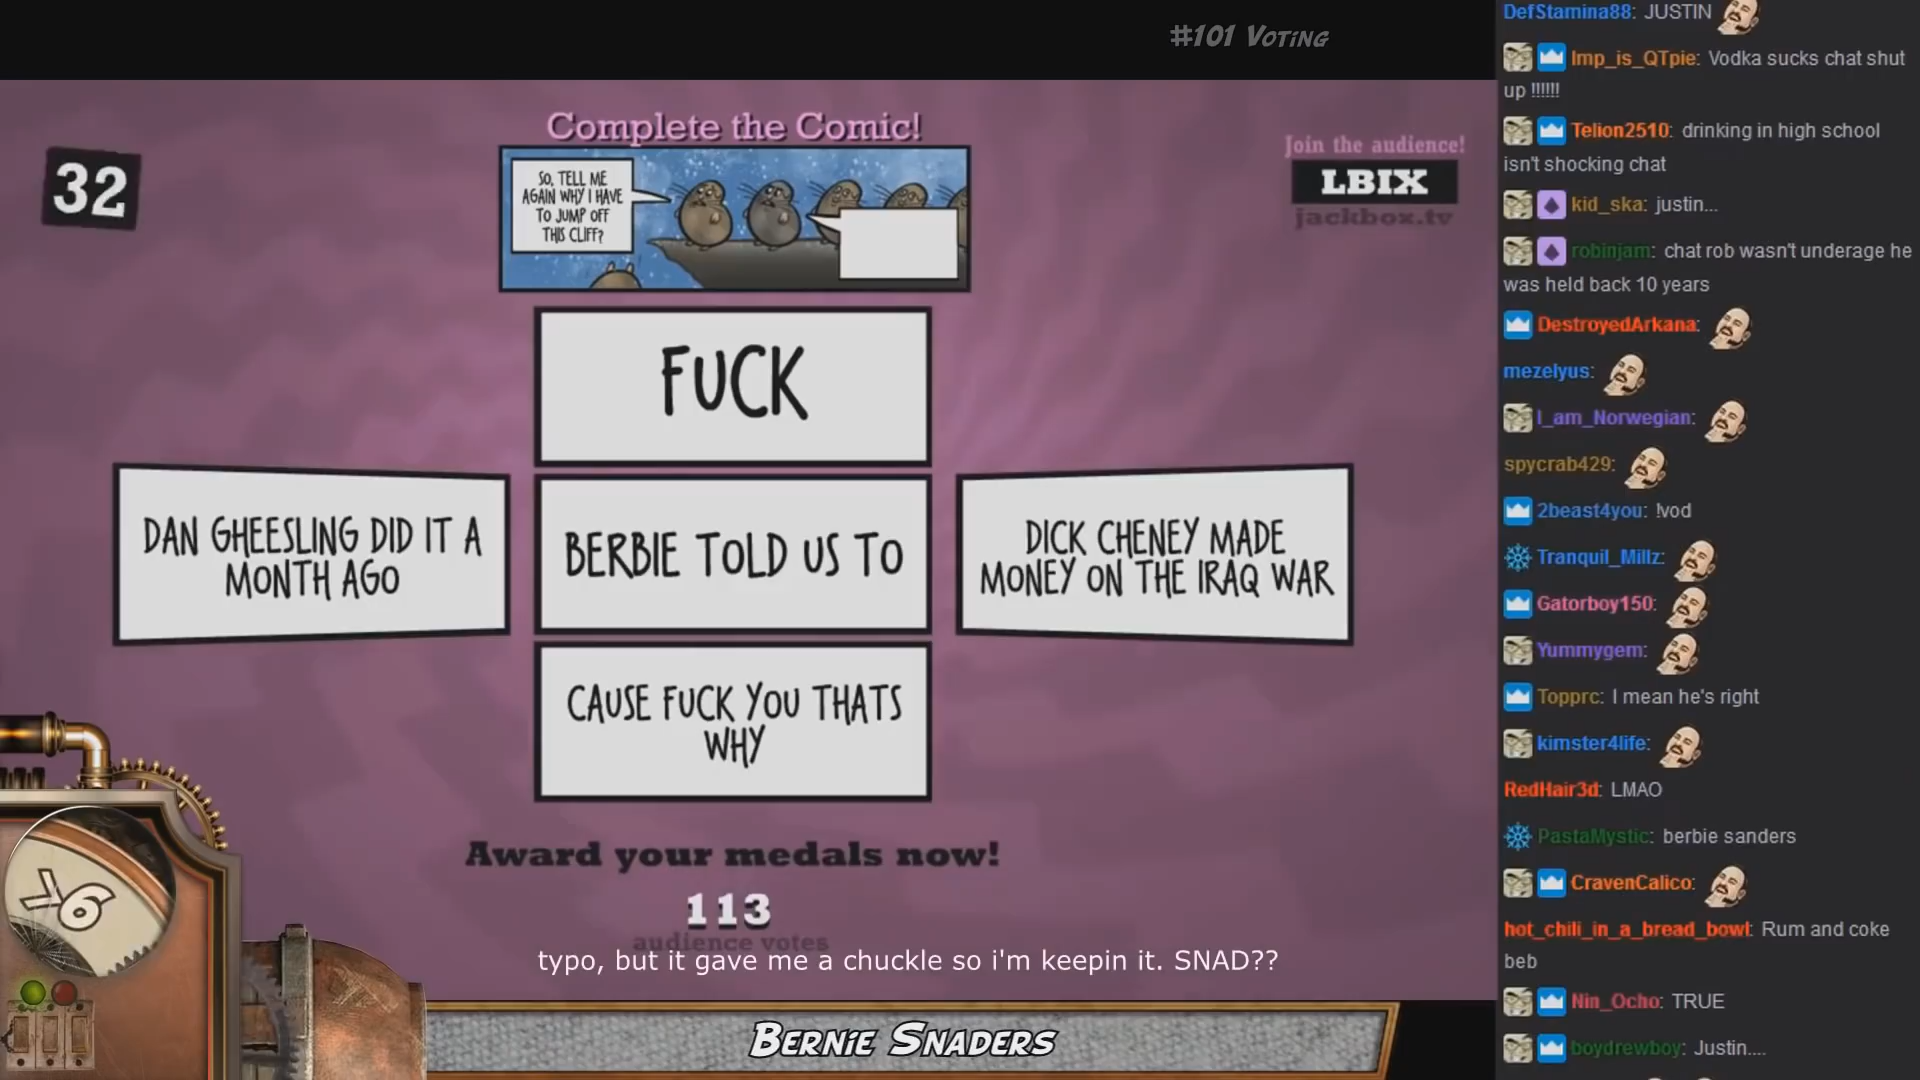 #101 VOTING
32
Complete the Comic!
Join the audience!
LBIX
jackbox.tv
SO, TELL ME
AGAIN WHY I HAVE
TO JUMP OFF
THIS CLIFF?
FUCK
DAN GHEESLING DID IT A
MONTH AGO
BERBIE TOLD US TO
DICK CHENEY MADE
MONEY ON THE IRAQ WAR
CAUSE FUCK YOU THATS
WHY
Award your medals now!
113
audience votes
typo, but it gave me a chuckle so i'm keepin it. SNAD??
BERNIE SNADERS
DefStamina88: JUSTIN
Imp_is_QTpie: Vodka sucks chat shut
up !!!!!!
Telion2510: drinking in high school
isn't shocking chat
kid_ska: justin...
robinjam: chat rob wasn't underage he
was held back 10 years
DestroyedArkana:
mezelyus:
I_am_Norwegian:
spycrab429:
2beast4you: !vod
Tranquil_Millz:
Gatorboy150:
Yummygem:
Topprc: I mean he's right
kimster4life:
RedHair3d: LMAO
PastaMystic: berbie sanders
CravenCalico:
hot_chili_in_a_bread_bowl: Rum and coke
beb
Nin_Ocho: TRUE
boydrewboy: Justin....